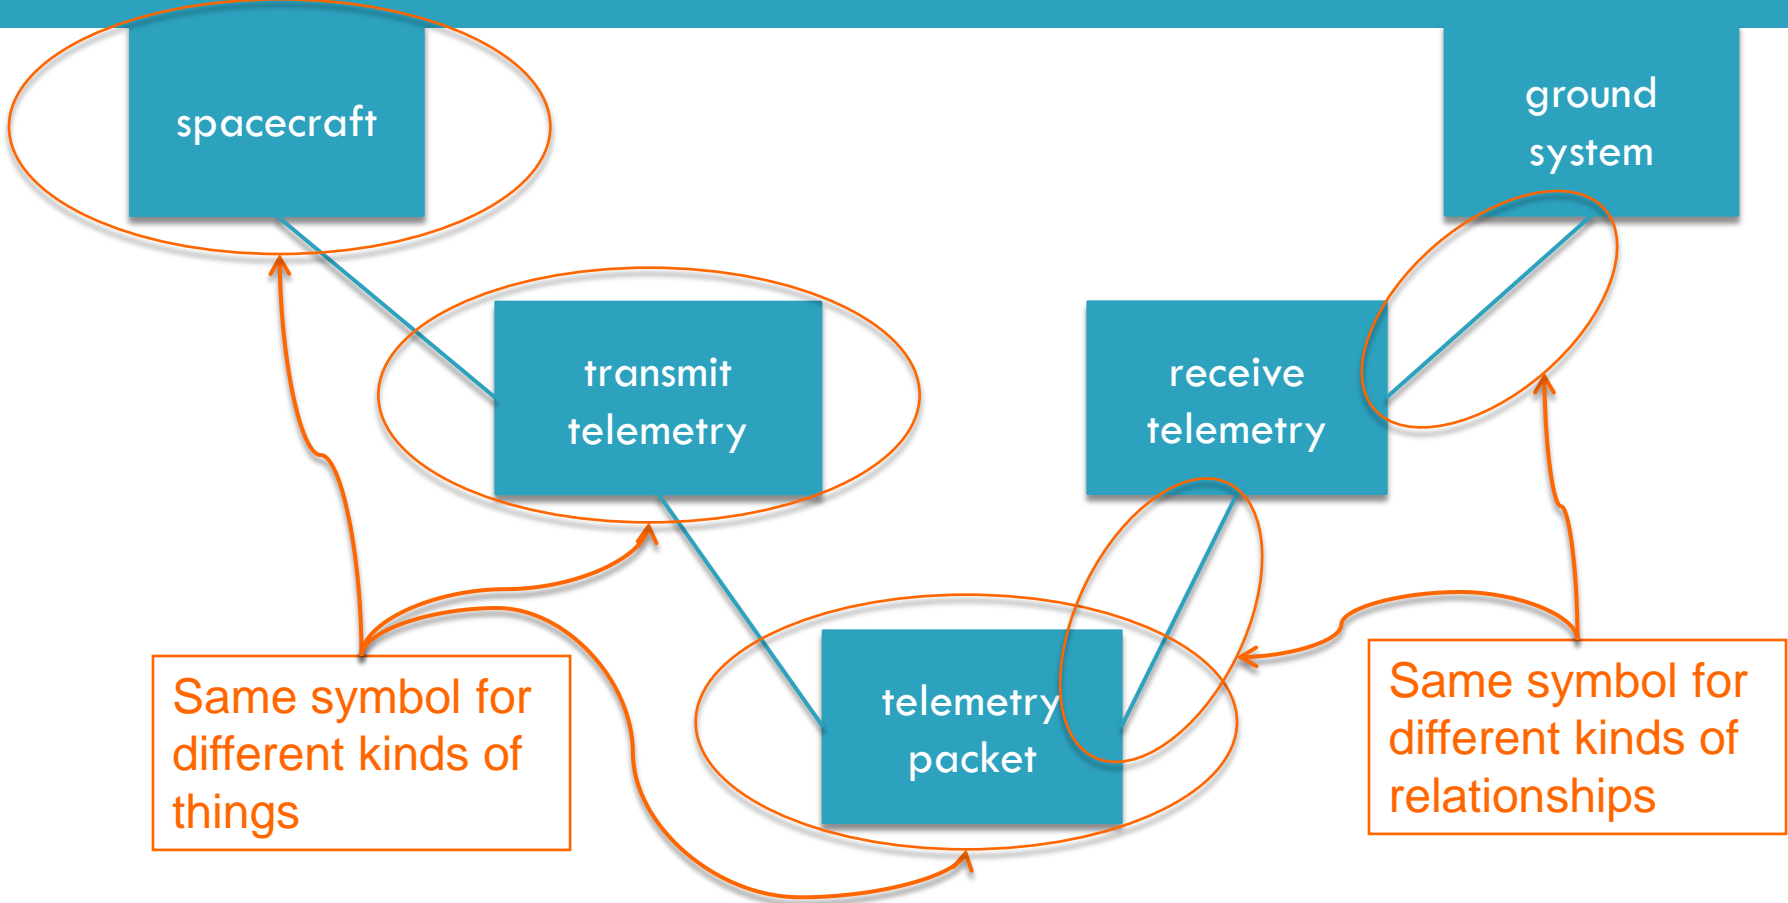 spacecraft
ground
system
transmit
telemetry
receive
telemetry
telemetry
packet
Same symbol for
different kinds of
things
Same symbol for
different kinds of
relationships